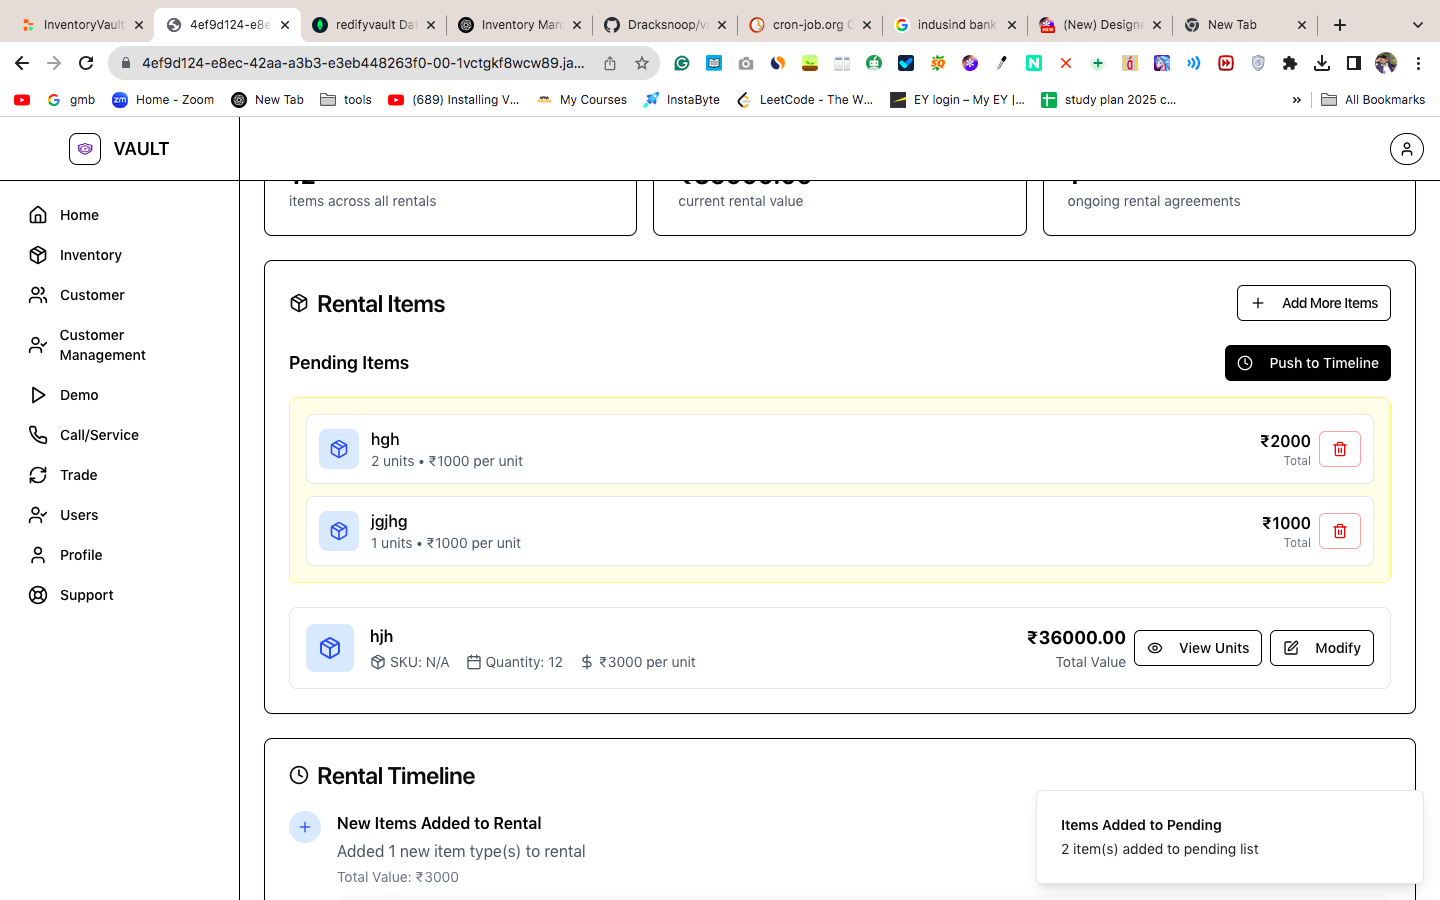 InventoryVault
4ef9d124-e8e
redifyvault Dat
Inventory Man
Dracksnoop/va
cron-job.org C
indusind bank
(New) Designe
New Tab
4ef9d124-e8ec-42aa-a3b3-e3eb448263f0-00-1vctgkf8wcw89.ja...
gmb
Home - Zoom
New Tab
tools
(689) Installing V...
My Courses
InstaByte
LeetCode - The W...
EY login – My EY |...
study plan 2025 c...
»
All Bookmarks
VAULT
Home
Inventory
Customer
Customer
Management
Demo
Call/Service
Trade
Users
Profile
Support
items across all rentals
current rental value
ongoing rental agreements
Rental Items
Add More Items
Pending Items
Push to Timeline
hgh
2 units • ₹1000 per unit
₹2000
Total
jgjhg
1 units • ₹1000 per unit
₹1000
Total
hjh
SKU: N/A
Quantity: 12
₹3000 per unit
₹36000.00
Total Value
View Units
Modify
Rental Timeline
New Items Added to Rental
Added 1 new item type(s) to rental
Total Value: ₹3000
Items Added to Pending
2 item(s) added to pending list